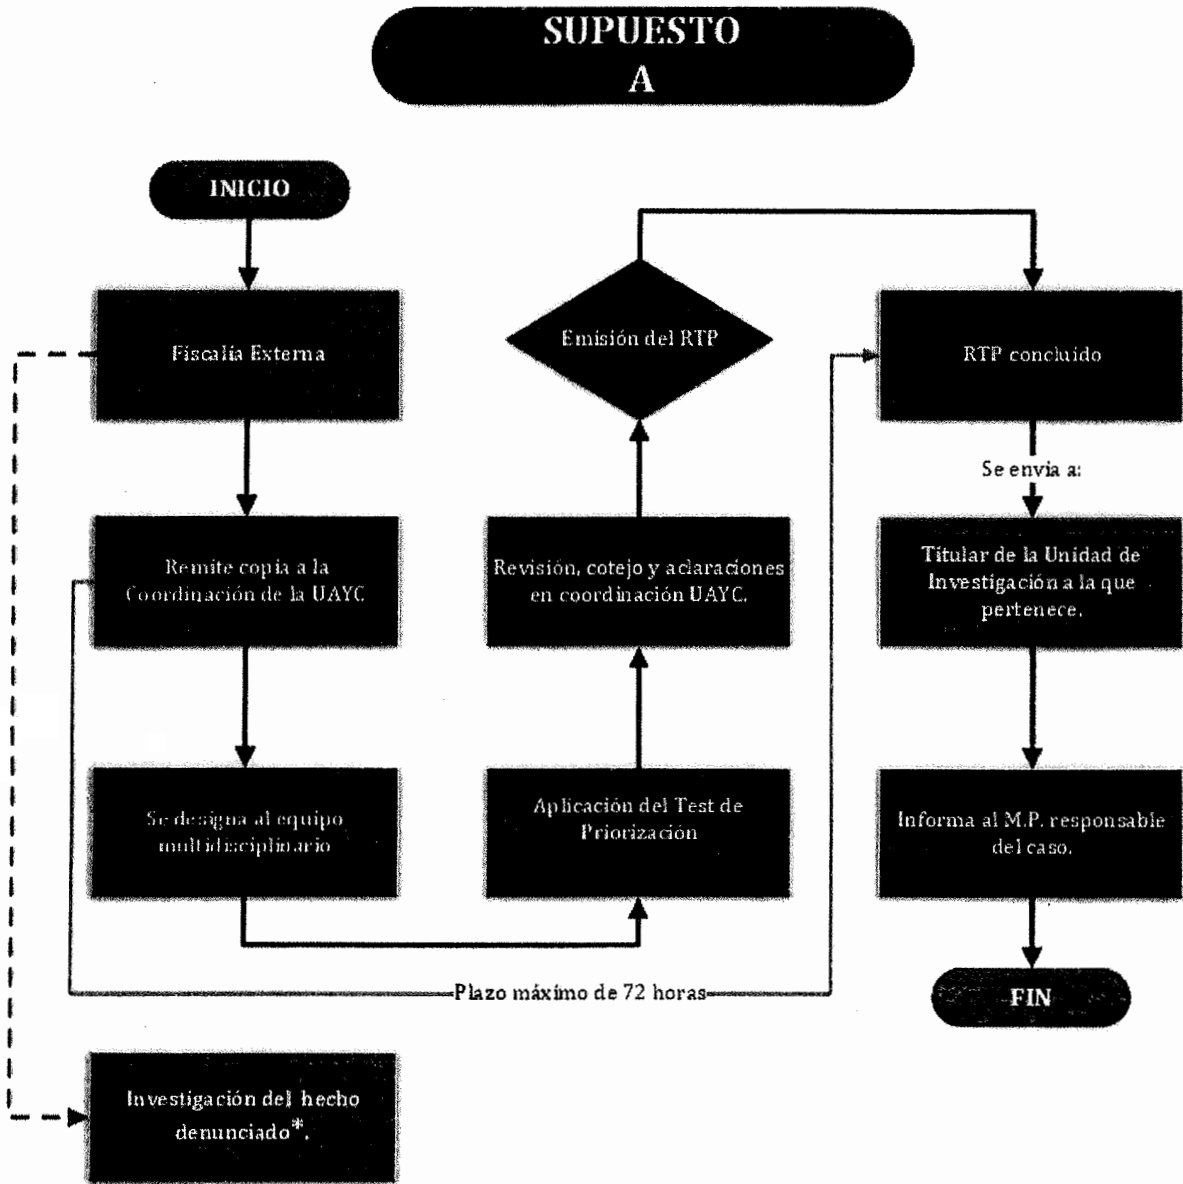 SUPUESTO
A
INICIO
Fiscalía Externa
Remite copia a la
Coordinación de la UAYC
Se designa al equipo
multidisciplinario
Aplicación del Test de
Priorización
Revisión, cotejo y aclaraciones
en coordinación UAYC.
Emisión del RTP
RTP concluido
Se envia a:
Titular de la Unidad de
Investigación a la que
pertenece.
Informa al M.P. responsable
del caso.
FIN
Plazo máximo de 72 horas
Investigación del hecho
denunciado*.